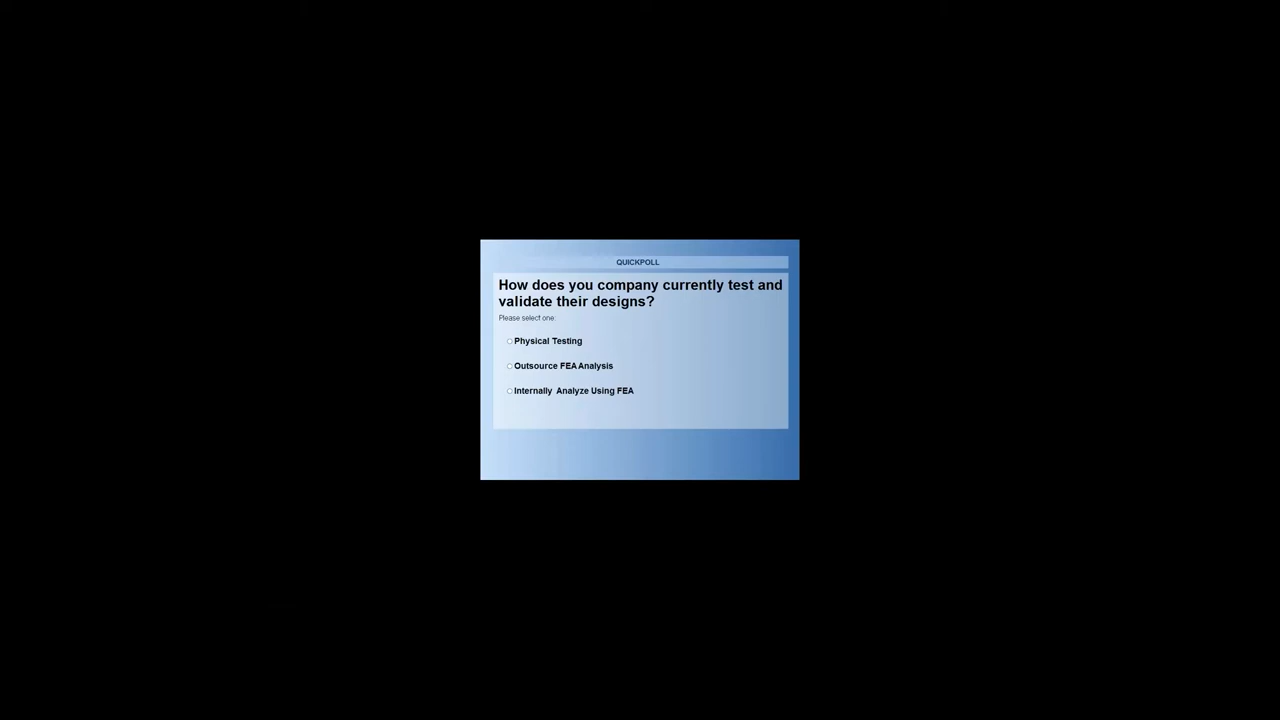 QUICKPOLL
How does you company currently test and
validate their designs?
Please select one:
Physical Testing
Outsource FEA Analysis
Internally Analyze Using FEA